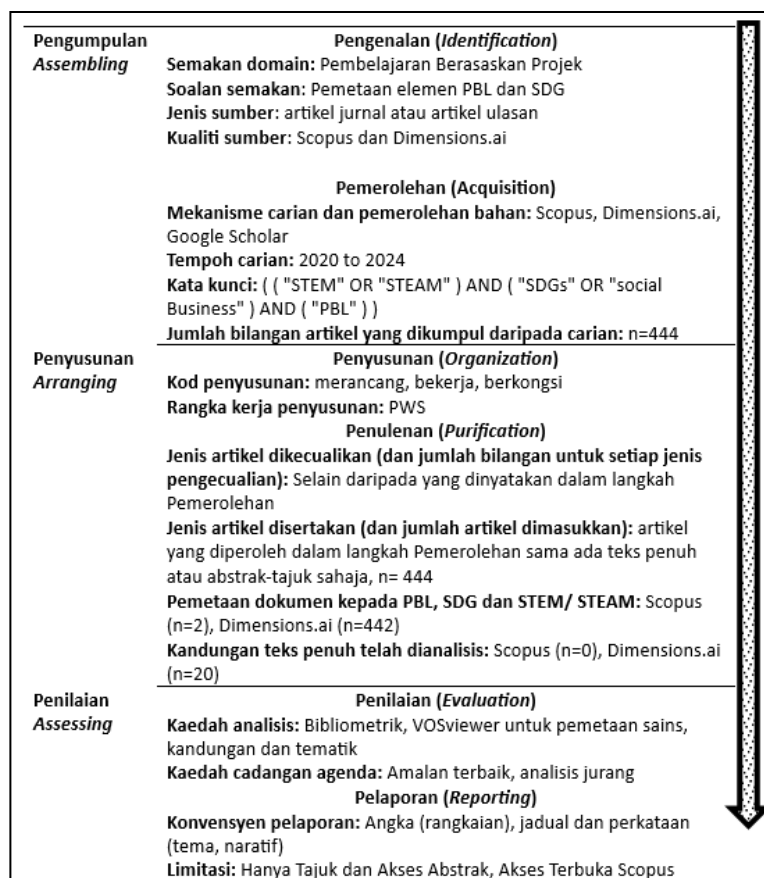 Pengumpulan
Assembling
Pengenalan (Identification)
Semakan domain: Pembelajaran Berasaskan Projek
Soalan semakan: Pemetaan elemen PBL dan SDG
Jenis sumber: artikel jurnal atau artikel ulasan
Kualiti sumber: Scopus dan Dimensions.ai
Pemerolehan (Acquisition)
Mekanisme carian dan pemerolehan bahan: Scopus, Dimensions.ai,
Google Scholar
Tempoh carian: 2020 to 2024
Kata kunci: ( ( "STEM" OR "STEAM" ) AND ( "SDGs" OR "social
Business" ) AND ( "PBL" ) )
Jumlah bilangan artikel yang dikumpul daripada carian: n=444
Penyusunan
Arranging
Penyusunan (Organization)
Kod penyusunan: merancang, bekerja, berkongsi
Rangka kerja penyusunan: PWS
Penulenan (Purification)
Jenis artikel dikecualikan (dan jumlah bilangan untuk setiap jenis
pengecualian): Selain daripada yang dinyatakan dalam langkah
Pemerolehan
Jenis artikel disertakan (dan jumlah artikel dimasukkan): artikel
yang diperoleh dalam langkah Pemerolehan sama ada teks penuh
atau abstrak-tajuk sahaja, n= 444
Pemetaan dokumen kepada PBL, SDG dan STEM/ STEAM: Scopus
(n=2), Dimensions.ai (n=442)
Kandungan teks penuh telah dianalisis: Scopus (n=0), Dimensions.ai
(n=20)
Penilaian
Assessing
Penilaian (Evaluation)
Kaedah analisis: Bibliometrik, VOSviewer untuk pemetaan sains,
kandungan dan tematik
Kaedah cadangan agenda: Amalan terbaik, analisis jurang
Pelaporan (Reporting)
Konvensyen pelaporan: Angka (rangkaian), jadual dan perkataan
(tema, naratif)
Limitasi: Hanya Tajuk dan Akses Abstrak, Akses Terbuka Scopus